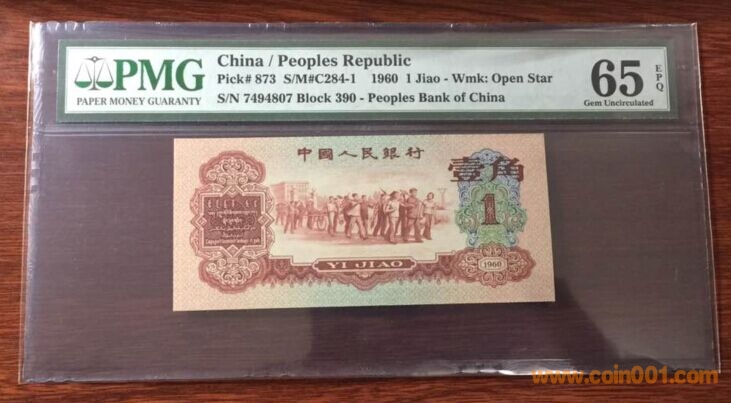 PMG
PAPER MONEY GUARANTY
China / Peoples Republic
Pick# 873 S/M#C284-1 1960 1 Jiao - Wmk: Open Star
S/N 7494807 Block 390 - Peoples Bank of China
65 EPQ
Gem Uncirculated
中國人民銀行
壹角
1
YI JIAO
1960
www.coin001.com